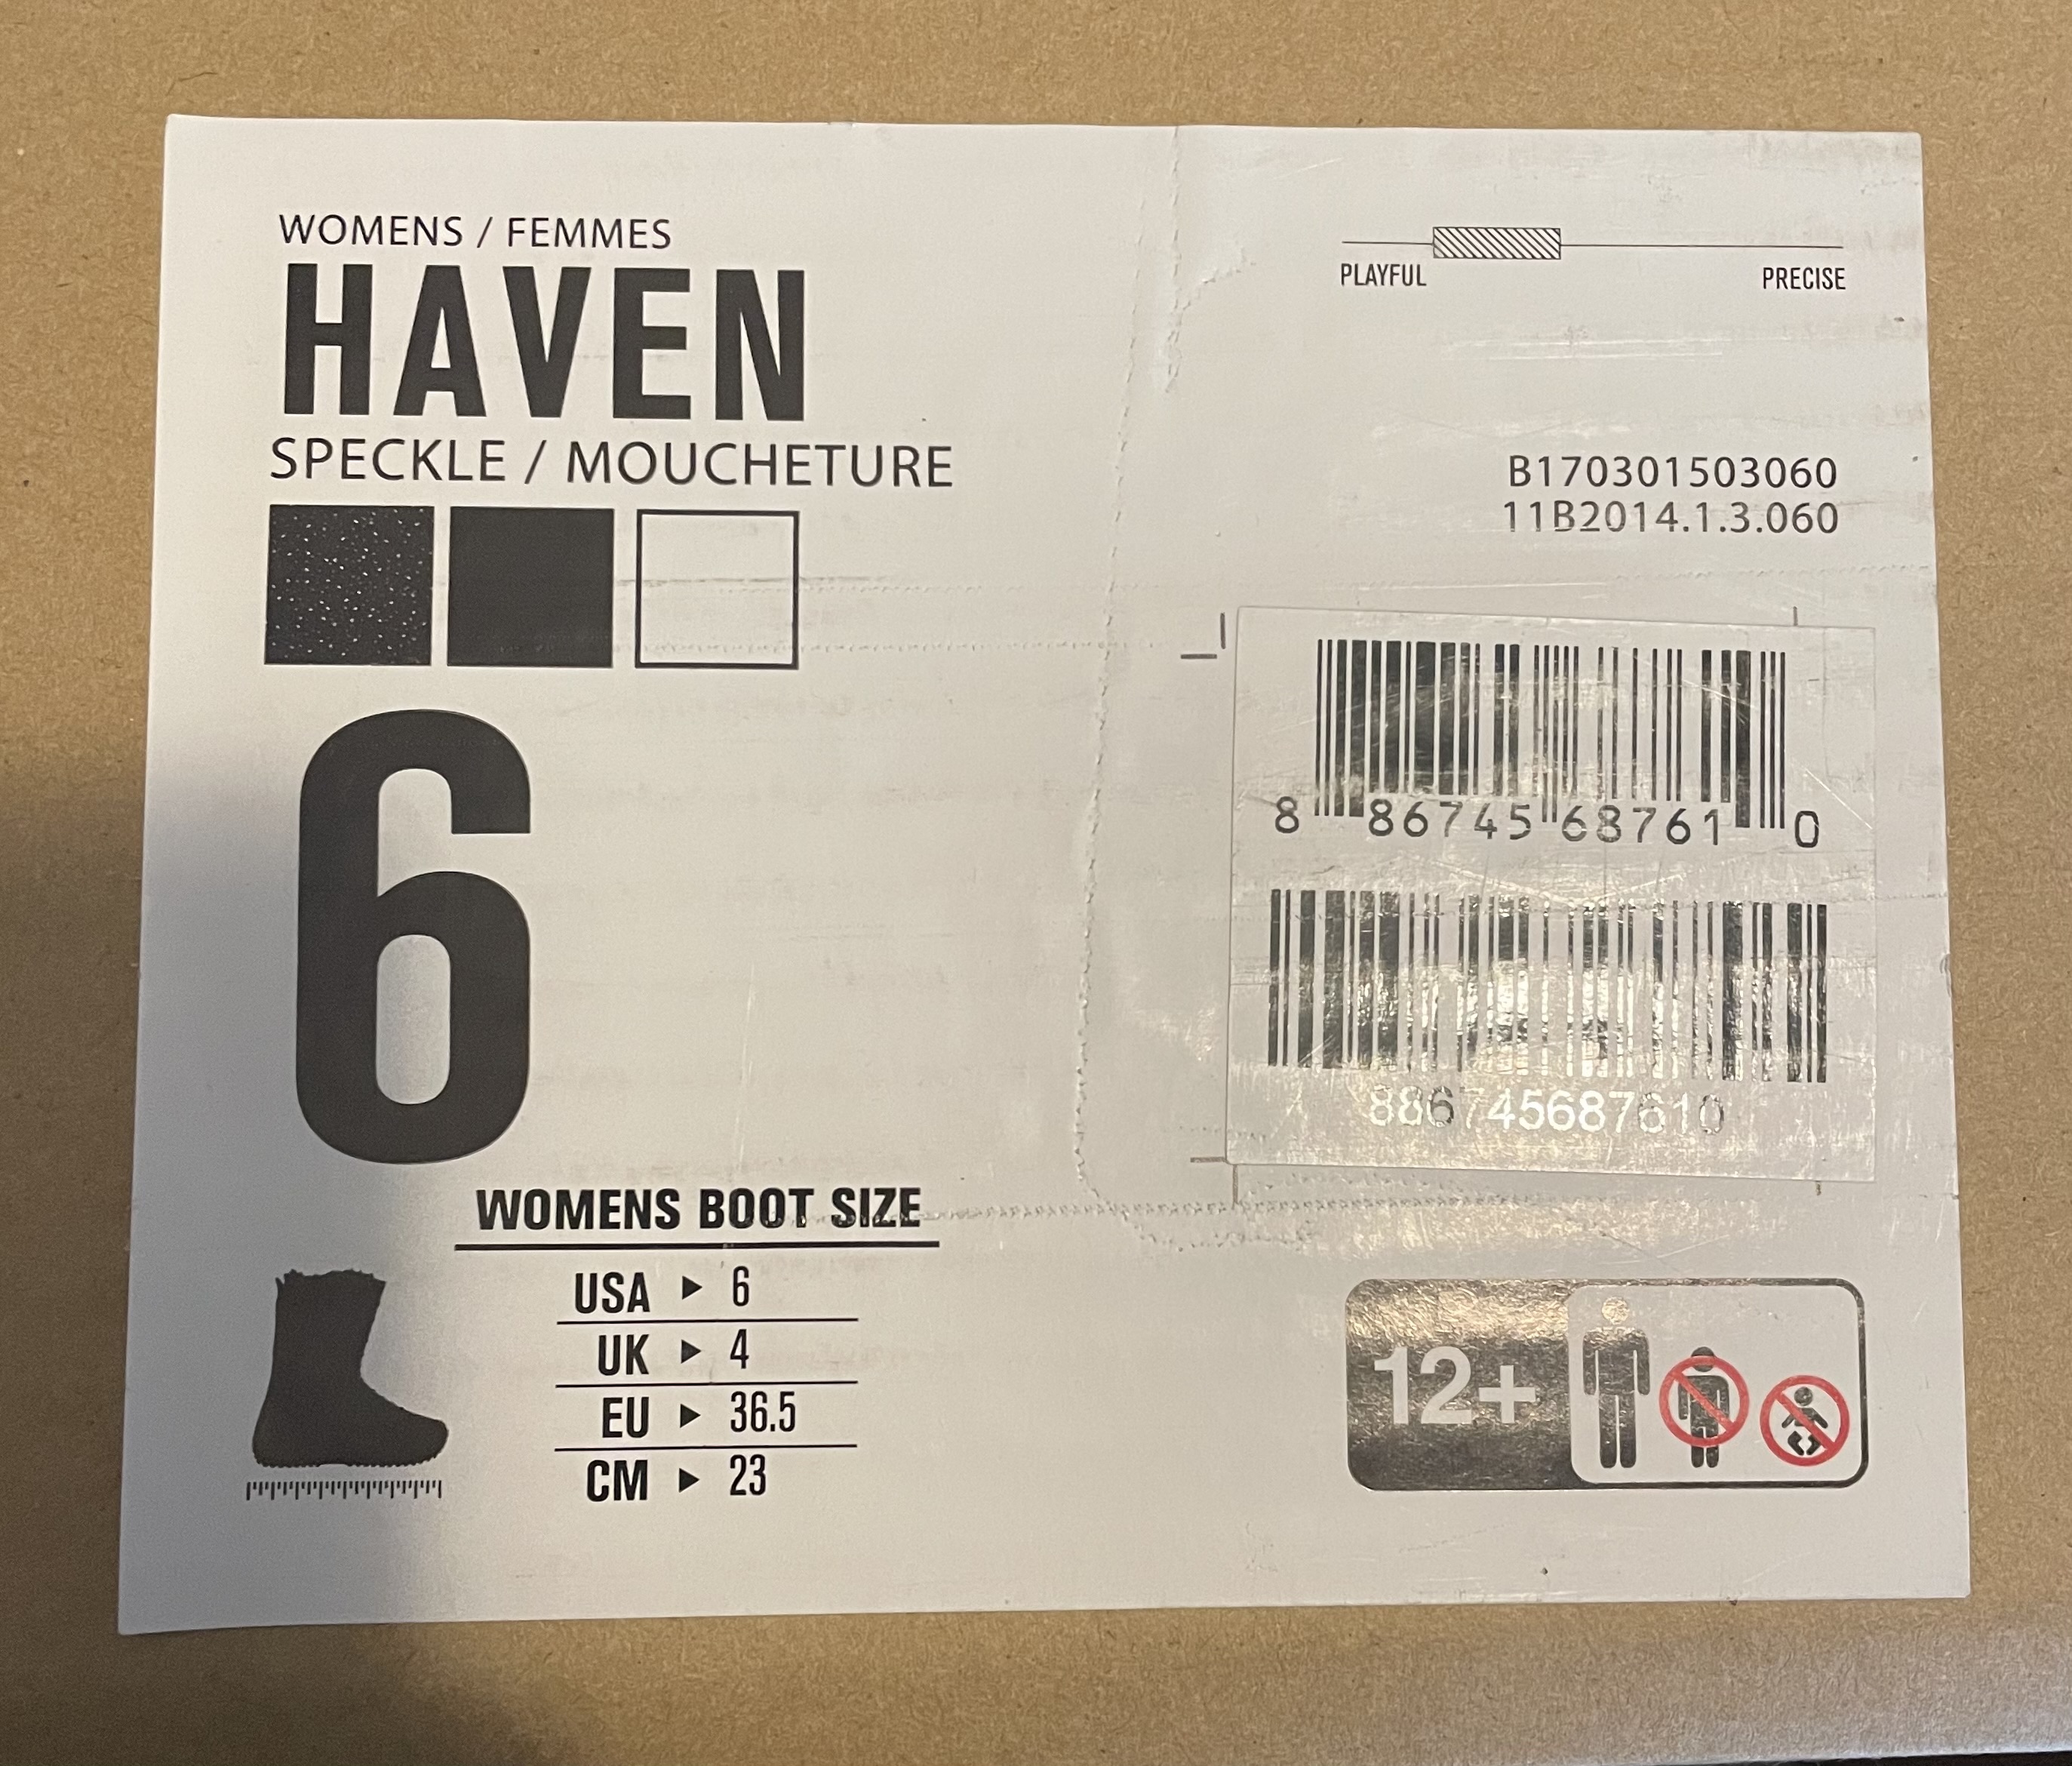 WOMENS / FEMMES
HAVEN
SPECKLE / MOUCHETURE
6
WOMENS BOOT SIZE
USA ▶ 6
UK ▶ 4
EU ▶ 36.5
CM ▶ 23
PLAYFUL PRECISE
B170301503060
11B2014.1.3.060
8 86745 68761 0
886745687610
12+